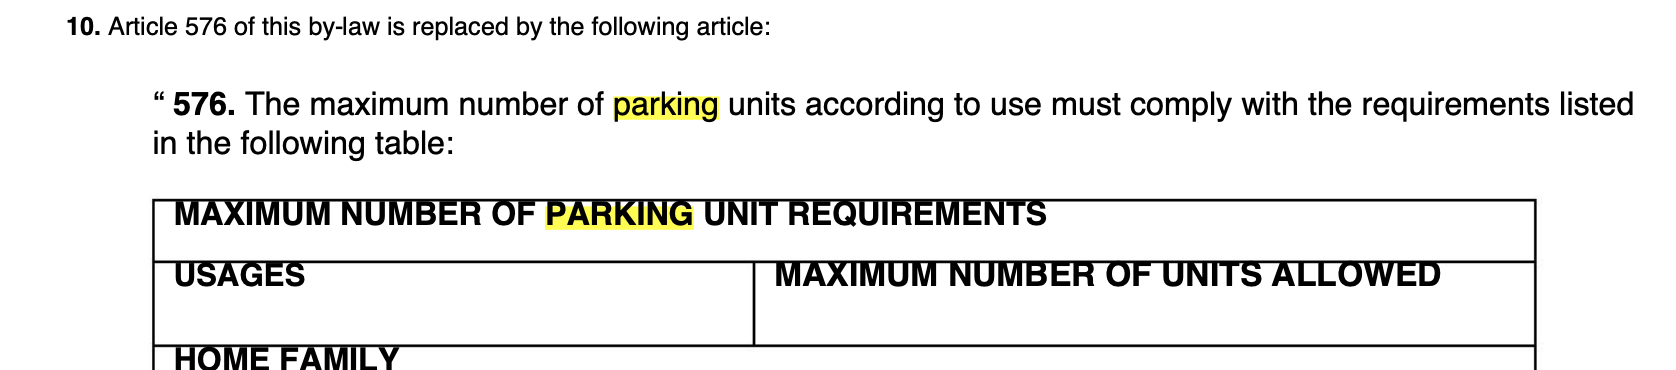 10. Article 576 of this by-law is replaced by the following article:
“ 576. The maximum number of parking units according to use must comply with the requirements listed
in the following table:
MAXIMUM NUMBER OF PARKING UNIT REQUIREMENTS
USAGES MAXIMUM NUMBER OF UNITS ALLOWED
HOME FAMILY